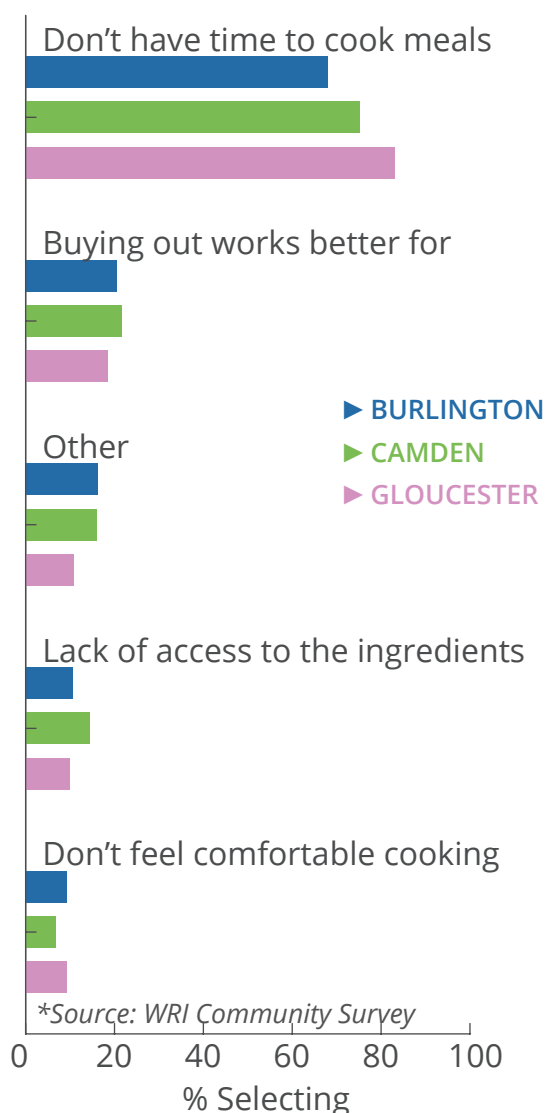 Don’t have time to cook meals
Buying out works better for
► BURLINGTON
Other
► CAMDEN
► GLOUCESTER
Lack of access to the ingredients
Don’t feel comfortable cooking
*Source: WRI Community Survey
0 20 40 60 80 100
% Selecting